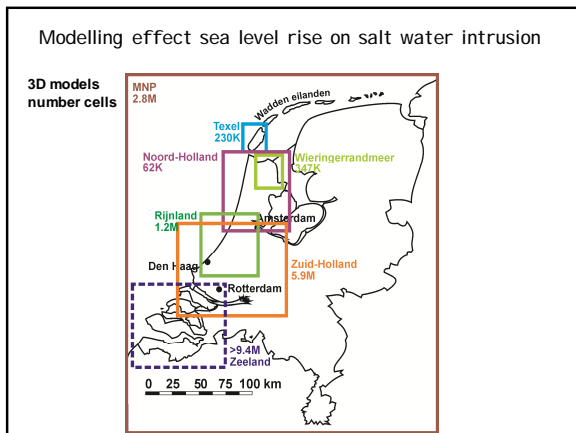 Modelling effect sea level rise on salt water intrusion
3D models
number cells
MNP
2.8M
Wadden eilanden
Texel
230K
Noord-Holland
62K
Wieringerrandmeer
347K
Rijnland
1.2M
Amsterdam
Den Haag
Zuid-Holland
5.9M
Rotterdam
>9.4M
Zeeland
0 25 50 75 100 km